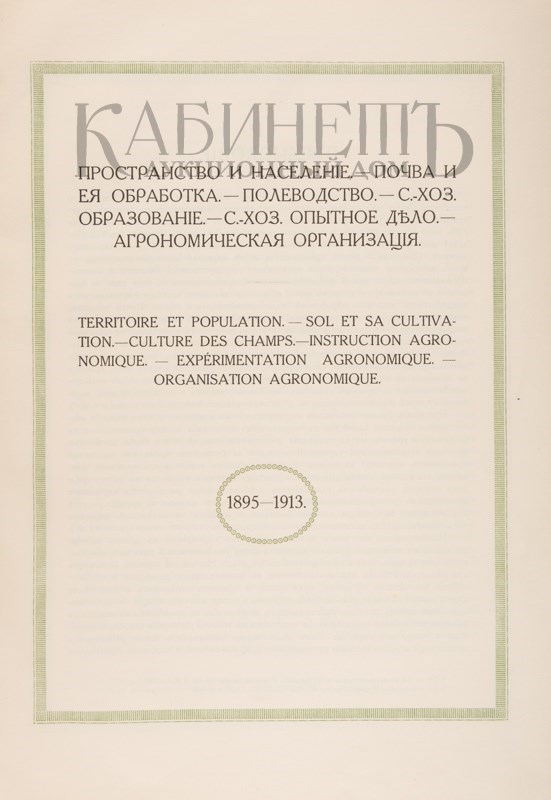 КАБИНЕТЪ
АУКЦИОННЫЙ ДОМ
ПРОСТРАНСТВО И НАСЕЛЕНІЕ.—ПОЧВА И
ЕЯ ОБРАБОТКА.—ПОЛЕВОДСТВО.—С.-ХОЗ.
ОБРАЗОВАНІЕ.—С.-ХОЗ. ОПЫТНОЕ ДѢЛО.—
АГРОНОМИЧЕСКАЯ ОРГАНИЗАЦІЯ.
TERRITOIRE ET POPULATION.—SOL ET SA CULTIVA-
TION.—CULTURE DES CHAMPS.—INSTRUCTION AGRO-
NOMIQUE. — EXPÉRIMENTATION AGRONOMIQUE. —
ORGANISATION AGRONOMIQUE.
1895—1913.